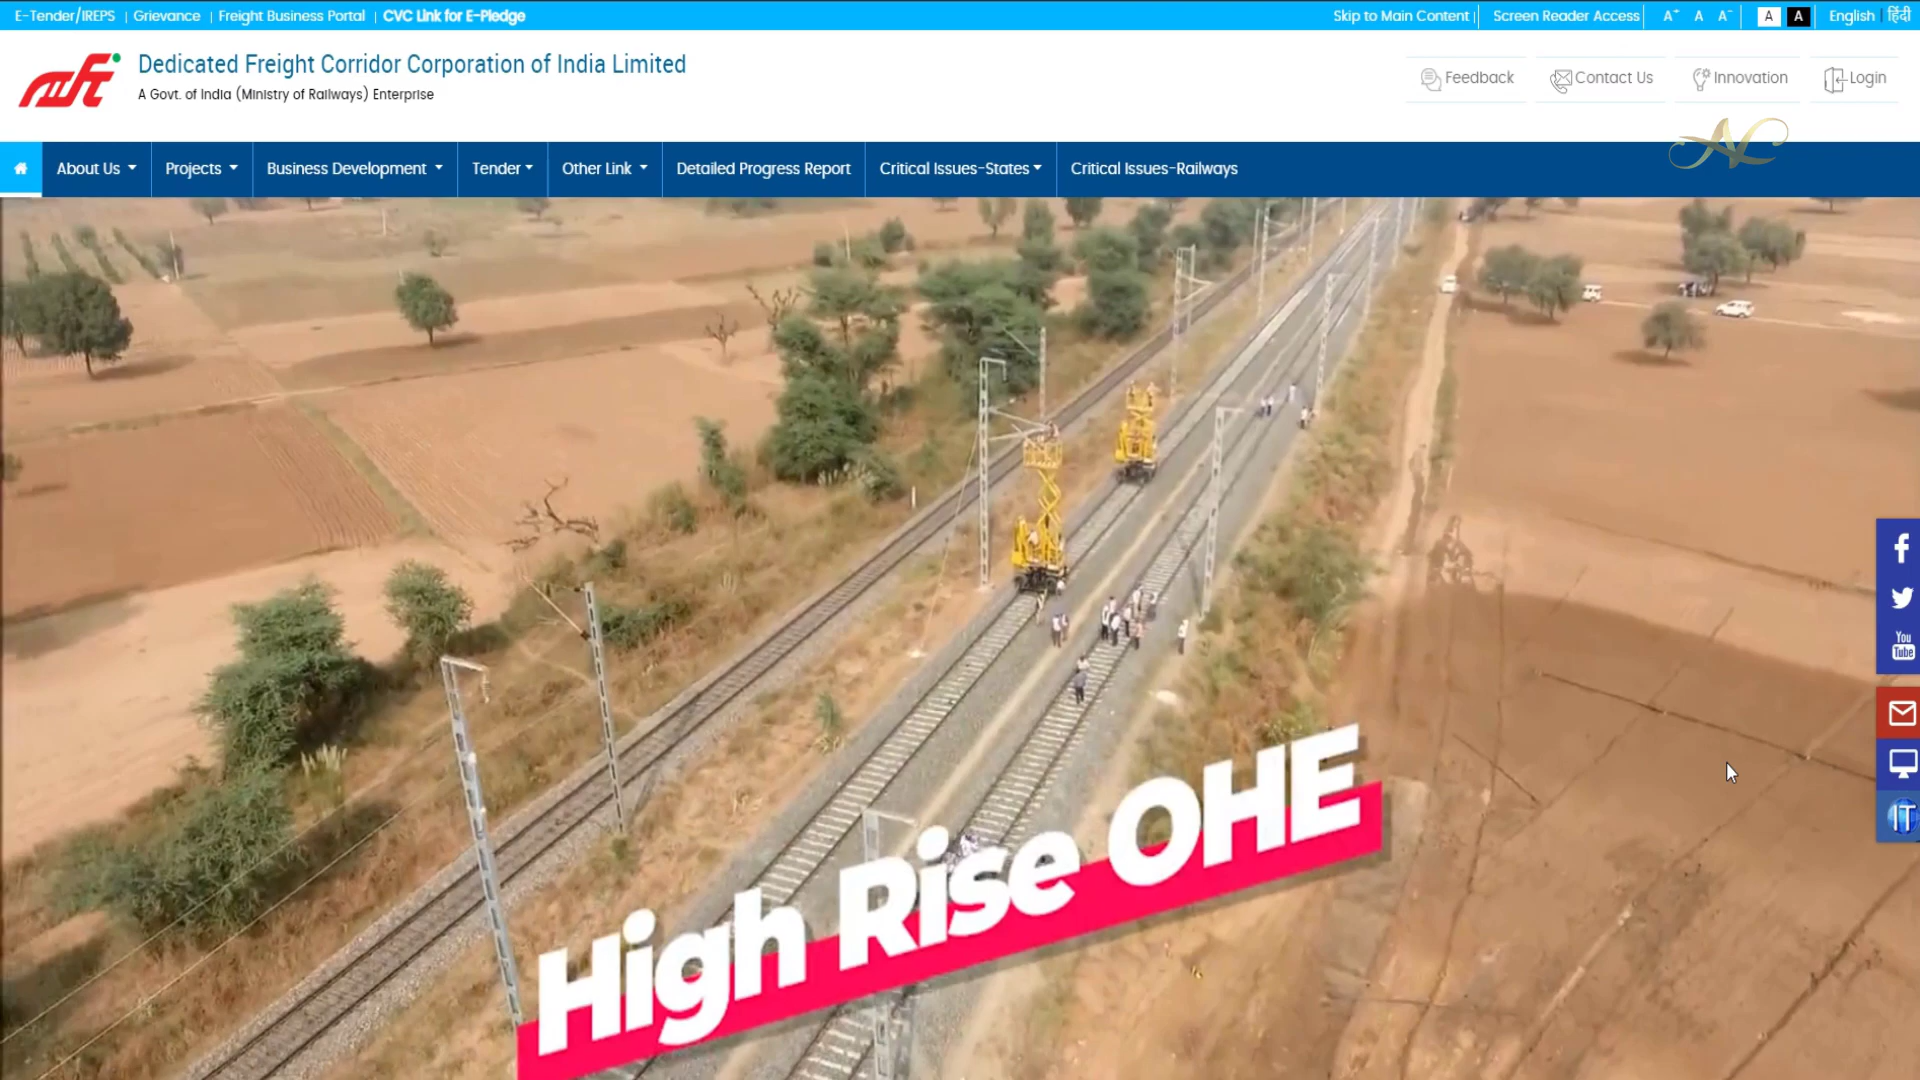 E-Tender/IREPS | Grievance | Freight Business Portal | CVC Link for E-Pledge
Skip to Main Content | Screen Reader Access | A+ A A- | A A | English | हिंदी
Dedicated Freight Corridor Corporation of India Limited
A Govt. of India (Ministry of Railways) Enterprise
Feedback Contact Us Innovation Login
AC
About Us Projects Business Development Tender Other Link Detailed Progress Report Critical Issues-States Critical Issues-Railways
You
Tube
IT
High Rise OHE